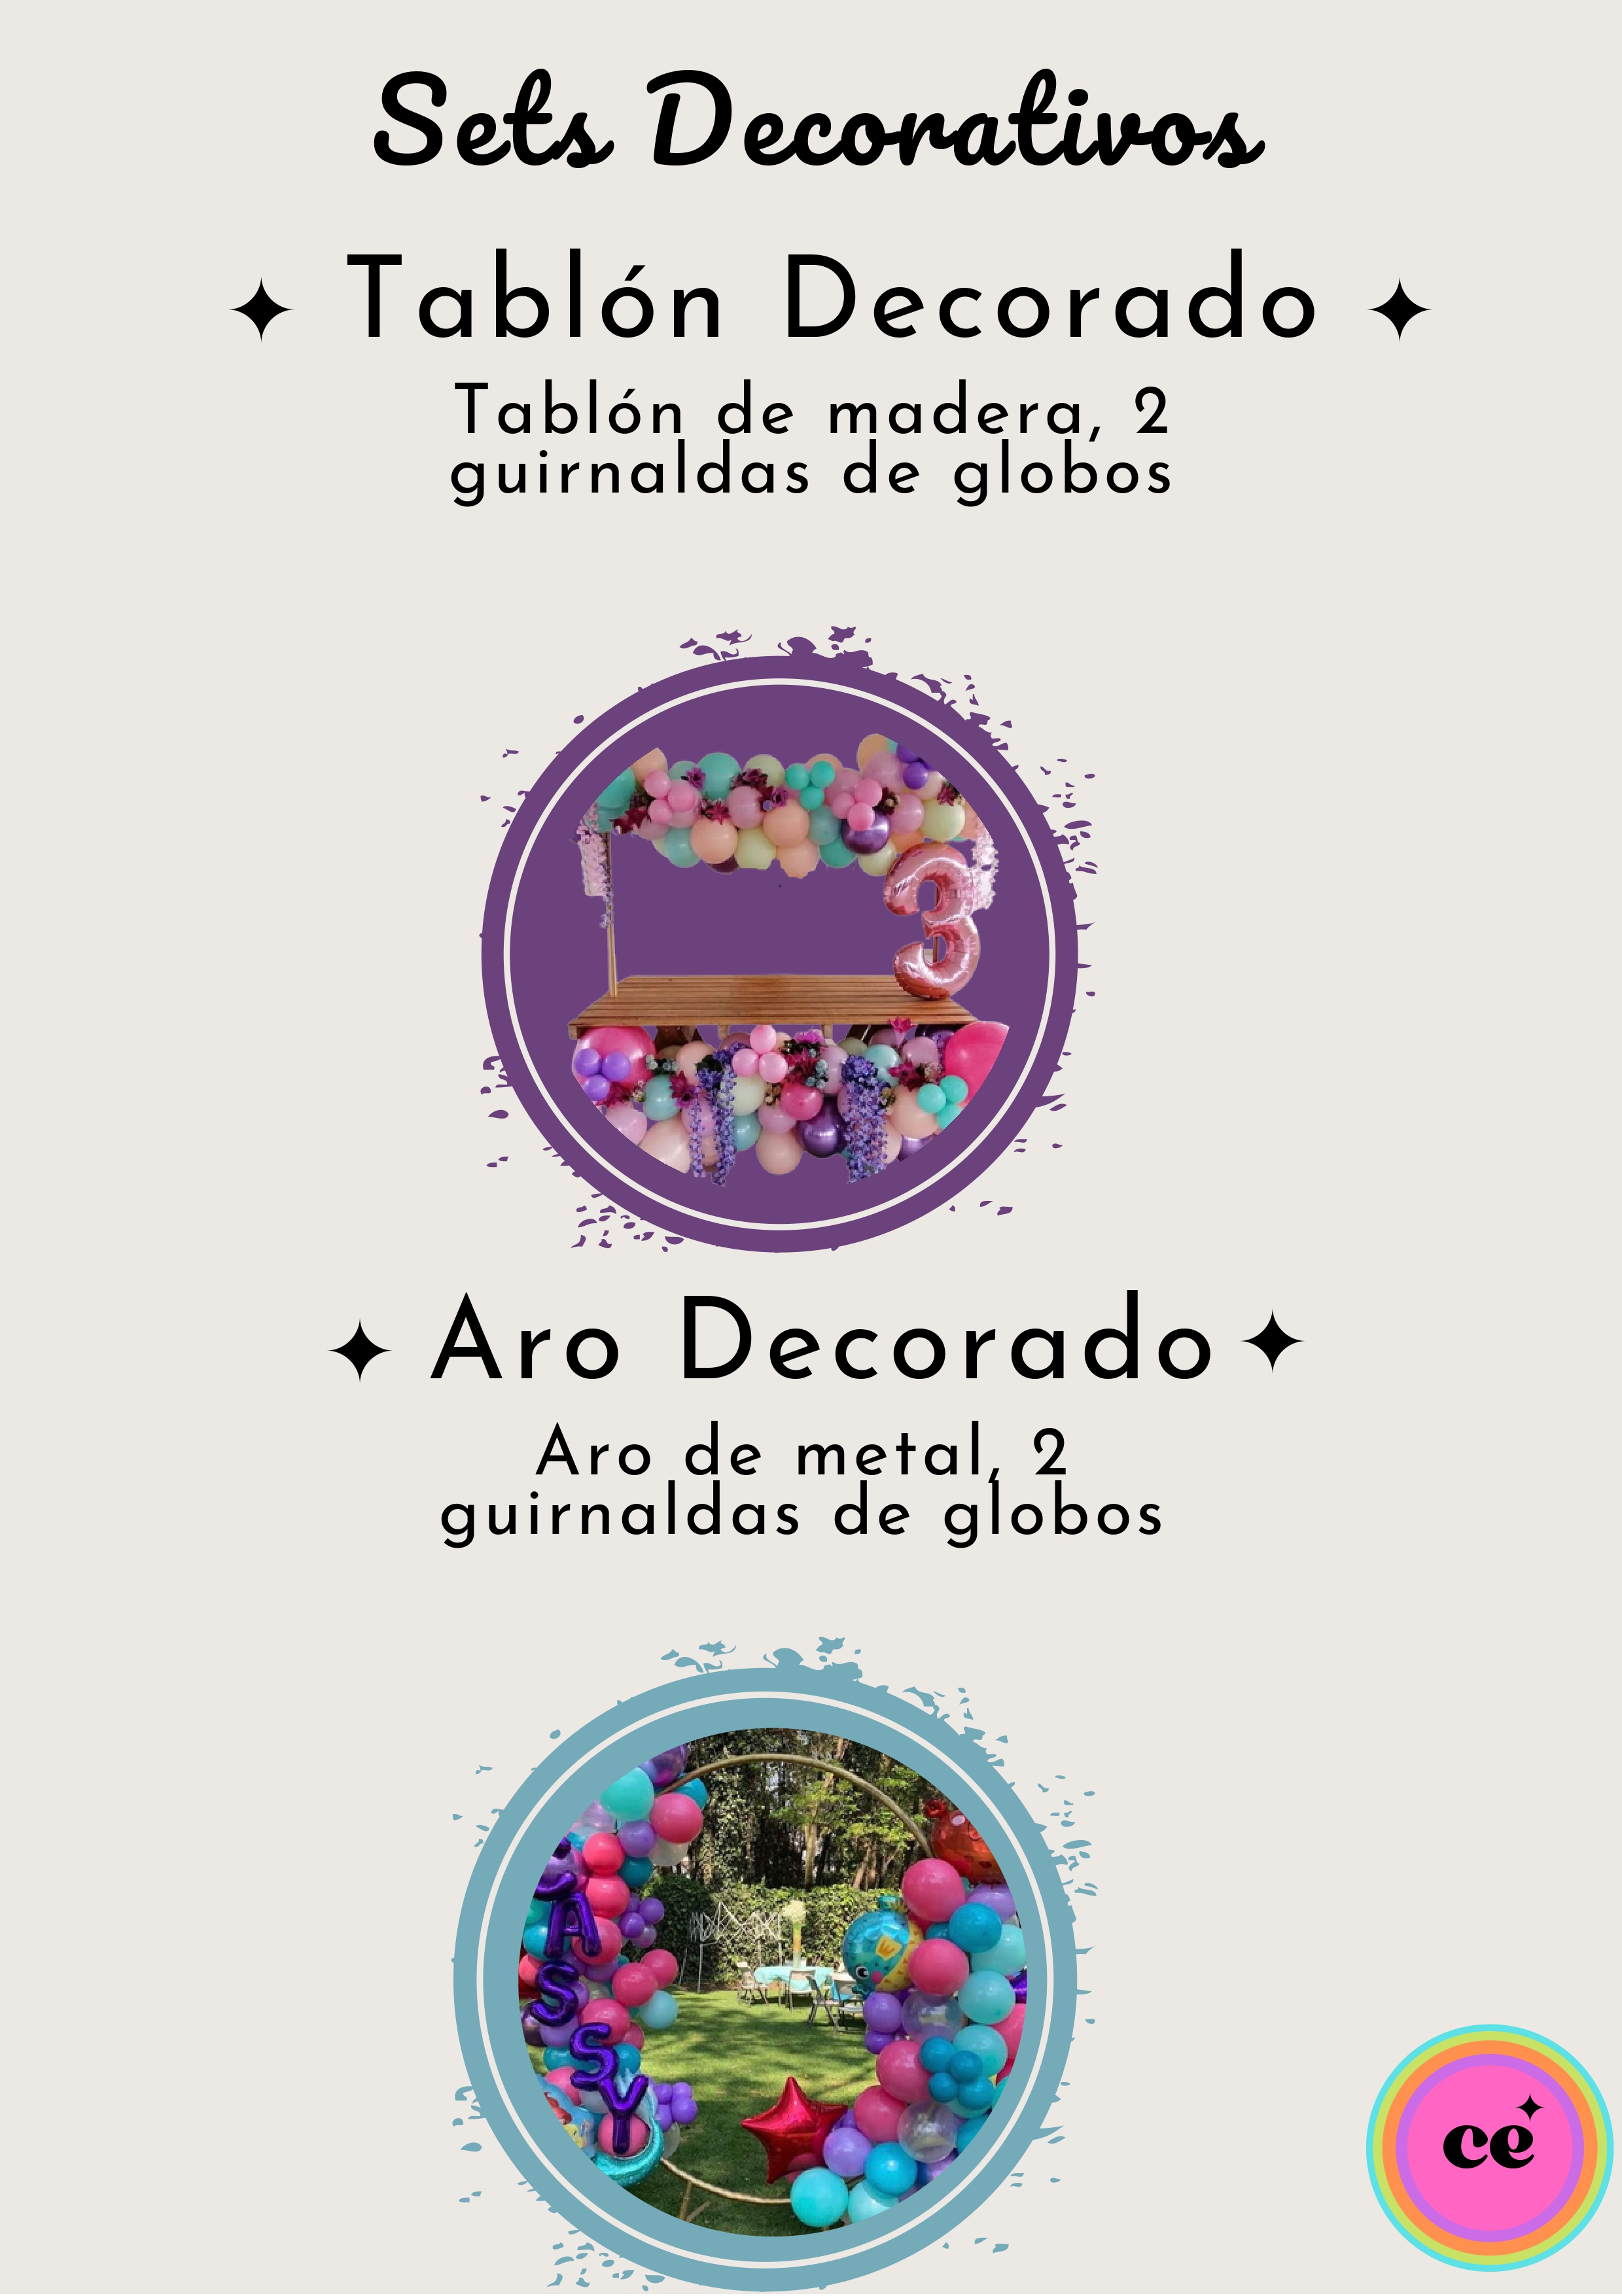 Sets Decorativos
Tablón Decorado
Tablón de madera, 2
guirnaldas de globos
3
Aro Decorado
Aro de metal, 2
guirnaldas de globos
ASSY
ce